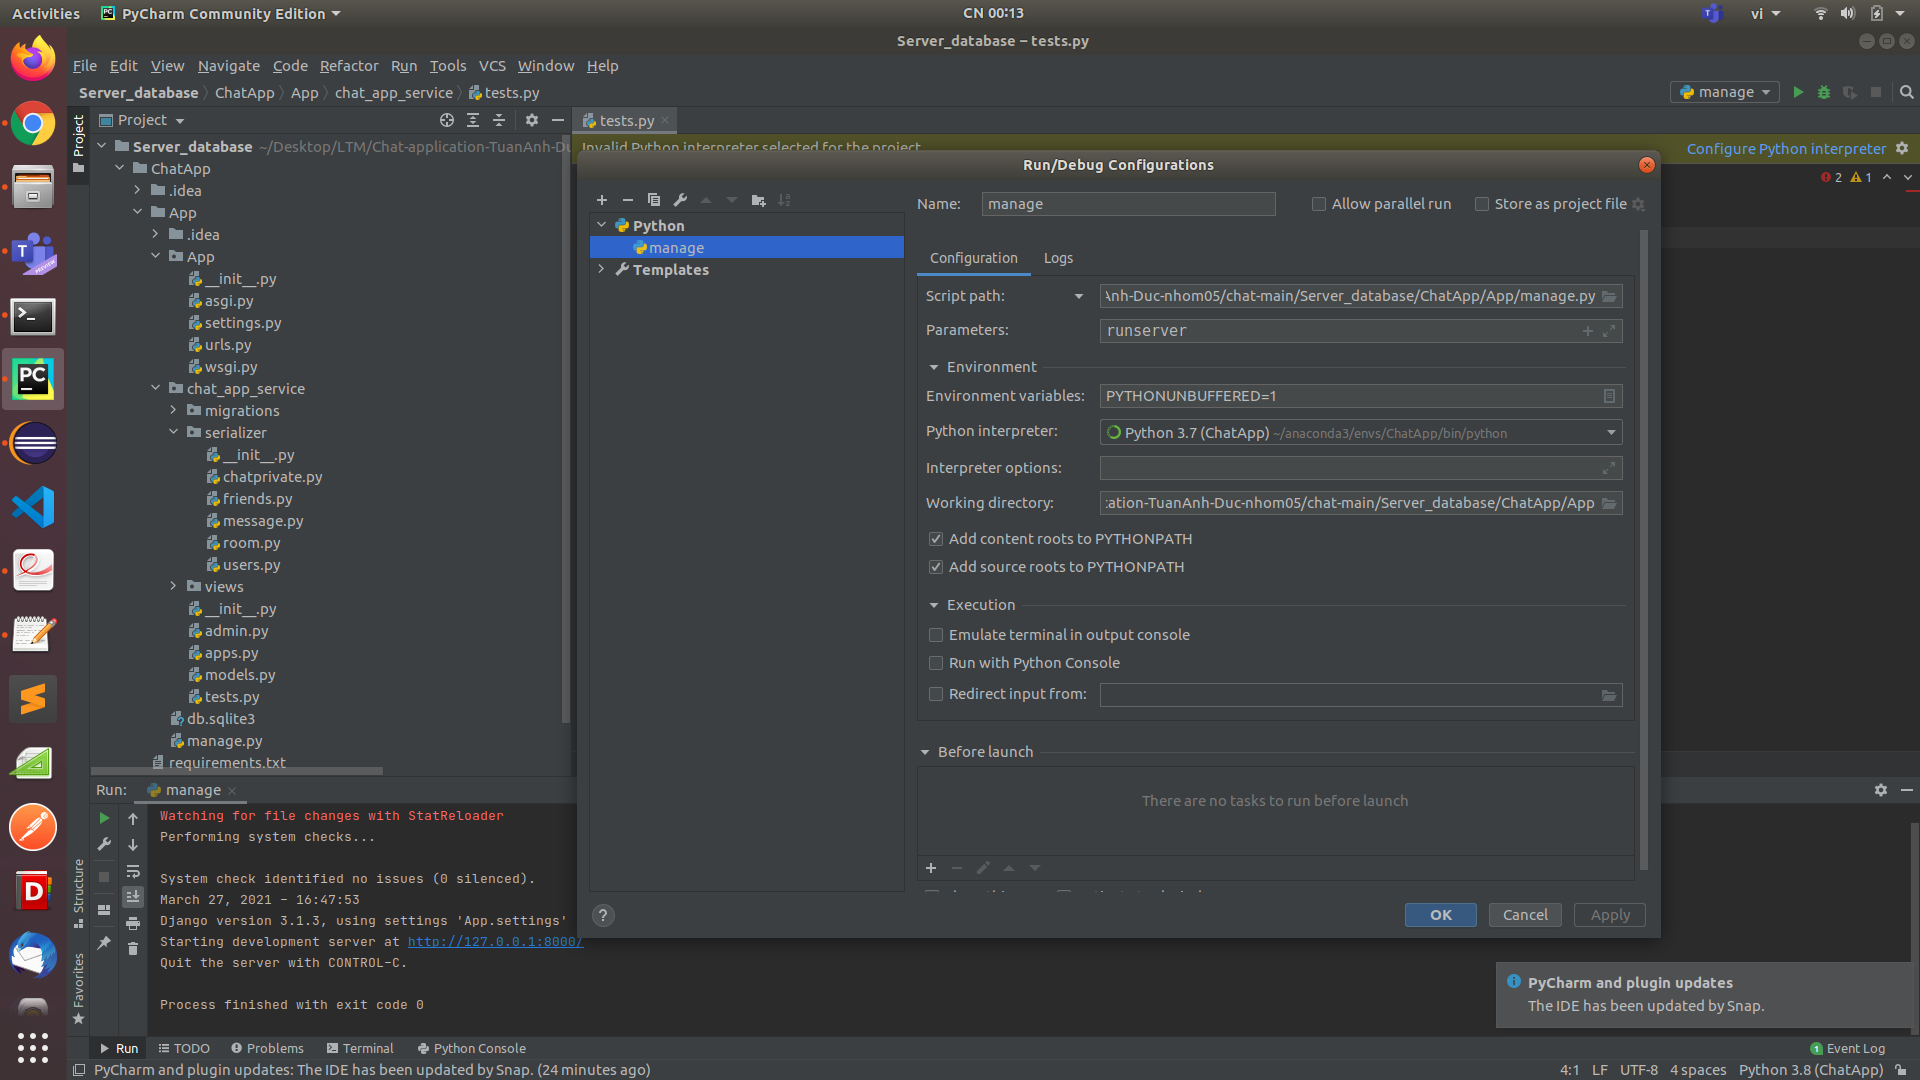 Activities PyCharm Community Edition CN 00:13 vi
Server_database – tests.py
File Edit View Navigate Code Refactor Run Tools VCS Window Help
Server_database ChatApp App chat_app_service tests.py manage
Project Project tests.py
Server_database ~/Desktop/LTM/Chat-application-TuanAnh-Du
Invalid Python interpreter selected for the project
Configure Python interpreter
2 1
ChatApp
.idea
App
.idea
App
__init__.py
asgi.py
settings.py
urls.py
wsgi.py
chat_app_service
migrations
serializer
__init__.py
chatprivate.py
friends.py
message.py
room.py
users.py
views
__init__.py
admin.py
apps.py
models.py
tests.py
db.sqlite3
manage.py
requirements.txt
Run/Debug Configurations
Python
manage
Templates
Name: manage Allow parallel run Store as project file
Configuration Logs
Script path: Anh-Duc-nhom05/chat-main/Server_database/ChatApp/App/manage.py
Parameters: runserver
Environment
Environment variables: PYTHONUNBUFFERED=1
Python interpreter: Python 3.7 (ChatApp) ~/anaconda3/envs/ChatApp/bin/python
Interpreter options:
Working directory: cation-TuanAnh-Duc-nhom05/chat-main/Server_database/ChatApp/App
Add content roots to PYTHONPATH
Add source roots to PYTHONPATH
Execution
Emulate terminal in output console
Run with Python Console
Redirect input from:
Before launch
There are no tasks to run before launch
? OK Cancel Apply
Run: manage
Watching for file changes with StatReloader
Performing system checks...
System check identified no issues (0 silenced).
March 27, 2021 - 16:47:53
Django version 3.1.3, using settings 'App.settings'
Starting development server at http://127.0.0.1:8000/
Quit the server with CONTROL-C.
Process finished with exit code 0
Structure
Favorites
PyCharm and plugin updates
The IDE has been updated by Snap.
Run TODO Problems Terminal Python Console 1 Event Log
PyCharm and plugin updates: The IDE has been updated by Snap. (24 minutes ago) 4:1 LF UTF-8 4 spaces Python 3.8 (ChatApp)